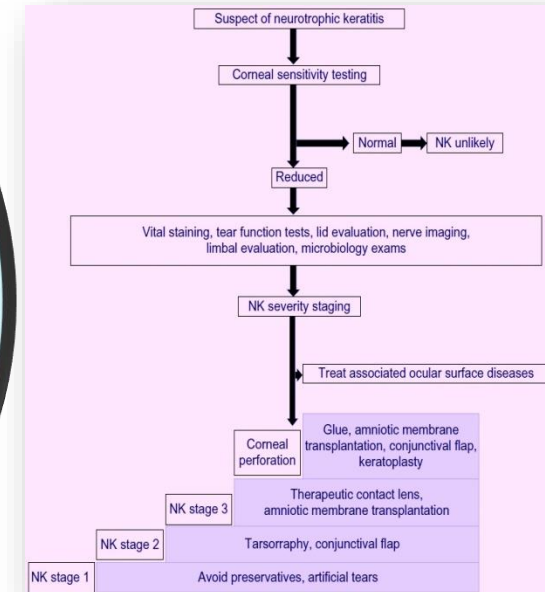 Suspect of neurotrophic keratitis
Corneal sensitivity testing
Normal
NK unlikely
Reduced
Vital staining, tear function tests, lid evaluation, nerve imaging,
limbal evaluation, microbiology exams
NK severity staging
Treat associated ocular surface diseases
Corneal
perforation
Glue, amniotic membrane
transplantation, conjunctival flap,
keratoplasty
NK stage 3
Therapeutic contact lens,
amniotic membrane transplantation
NK stage 2
Tarsorraphy, conjunctival flap
NK stage 1
Avoid preservatives, artificial tears